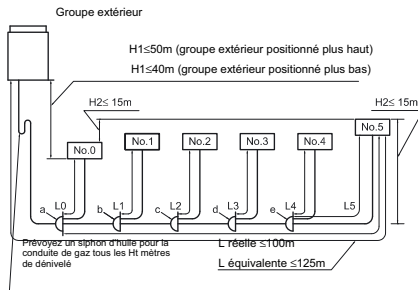 Groupe extérieur
H1≤50m (groupe extérieur positionné plus haut)
H1≤40m (groupe extérieur positionné plus bas)
H2≤ 15m
H2≤ 15m
No.0
No.1
No.2
No.3
No.4
No.5
a
L0
b
L1
c
L2
d
L3
e
L4
L5
Prévoyez un siphon d'huile pour la
conduite de gaz tous les Ht mètres
de dénivelé
L réelle ≤100m
L équivalente ≤125m